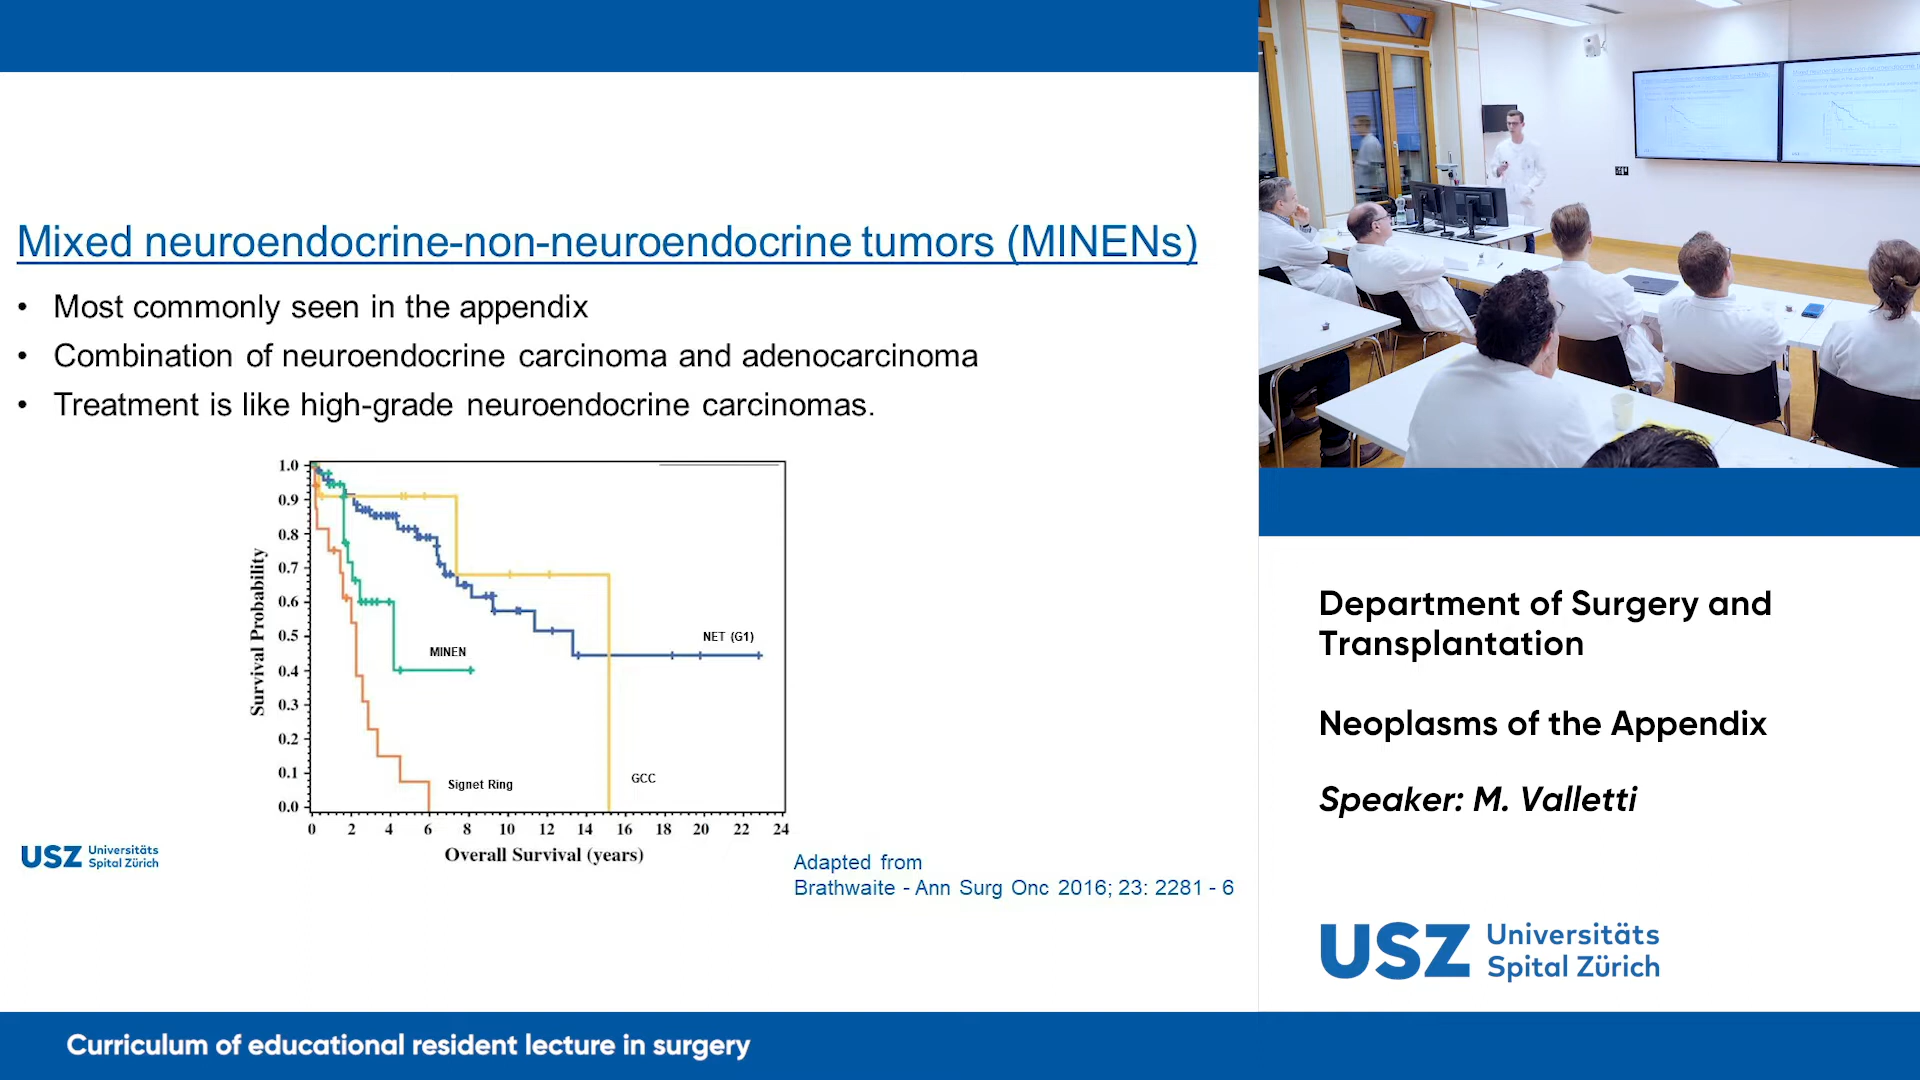 Mixed neuroendocrine-non-neuroendocrine tumors (MINENs)
• Most commonly seen in the appendix
• Combination of neuroendocrine carcinoma and adenocarcinoma
• Treatment is like high-grade neuroendocrine carcinomas.
1.0
0.9
0.8
0.7
0.6
0.5
0.4
0.3
0.2
0.1
0.0
Survival Probability
NET (G1)
MINEN
Signet Ring
GCC
0 2 4 6 8 10 12 14 16 18 20 22 24
Overall Survival (years)
USZ Universitäts
Spital Zürich
Adapted from
Brathwaite - Ann Surg Onc 2016; 23: 2281 - 6
Department of Surgery and
Transplantation
Neoplasms of the Appendix
Speaker: M. Valletti
USZ Universitäts
Spital Zürich
Curriculum of educational resident lecture in surgery